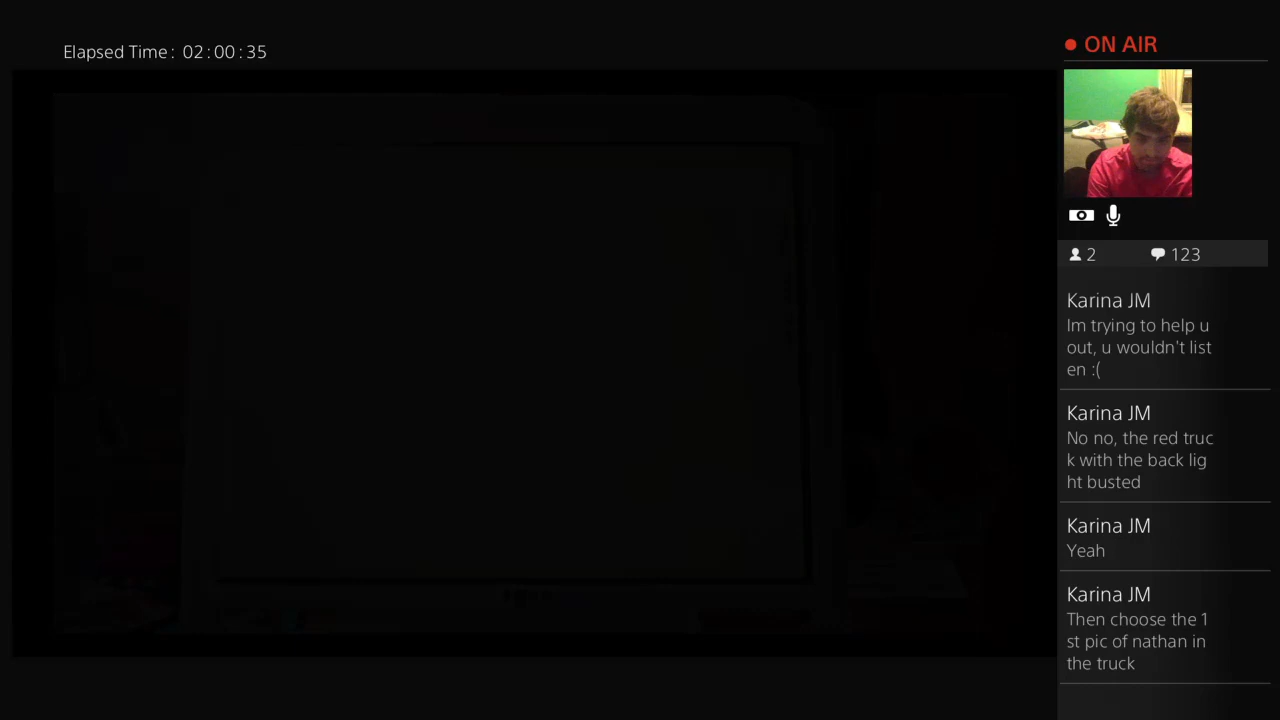 Elapsed Time: 02:00:35
ON AIR
2
123
Karina JM
Im trying to help u
out, u wouldn't list
en :(
Karina JM
No no, the red truc
k with the back lig
ht busted
Karina JM
Yeah
Karina JM
Then choose the 1
st pic of nathan in
the truck